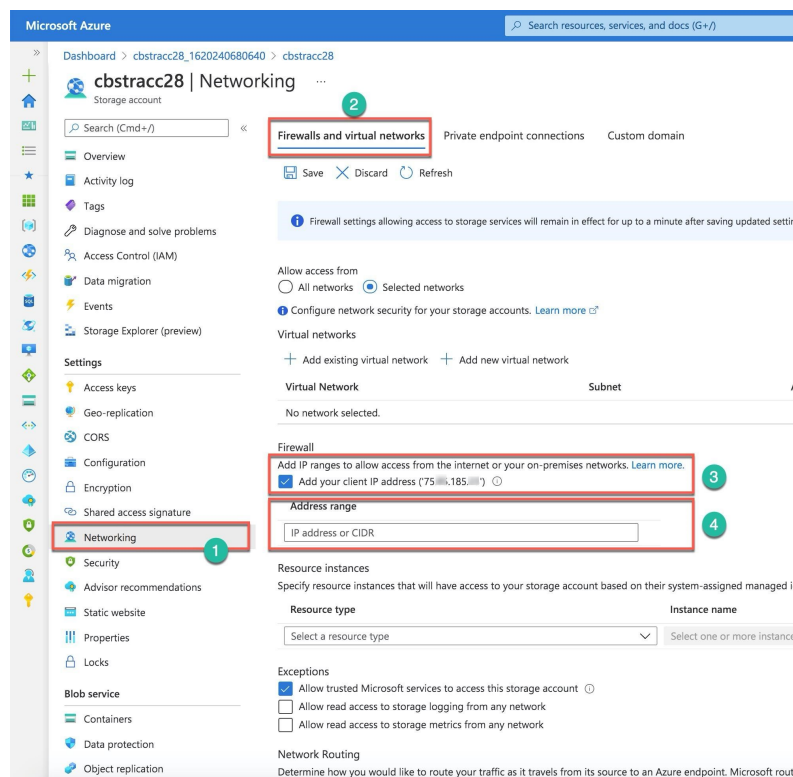 Microsoft Azure
Search resources, services, and docs (G+/)
Dashboard > cbstracc28_1620240680640 > cbstracc28
cbstracc28 | Networking ...
Storage account
2
Search (Cmd+/)
Overview
Activity log
Tags
Diagnose and solve problems
Access Control (IAM)
Data migration
Events
Storage Explorer (preview)
Settings
Access keys
Geo-replication
CORS
Configuration
Encryption
Shared access signature
Networking
1
Security
Advisor recommendations
Static website
Properties
Locks
Blob service
Containers
Data protection
Object replication
Firewalls and virtual networks Private endpoint connections Custom domain
Save Discard Refresh
Firewall settings allowing access to storage services will remain in effect for up to a minute after saving updated
Allow access from
All networks Selected networks
Configure network security for your storage accounts. Learn more
Virtual networks
+ Add existing virtual network + Add new virtual network
Virtual Network Subnet
No network selected.
Firewall
Add IP ranges to allow access from the internet or your on-premises networks. Learn more.
Add your client IP address ('75 .185. ')
3
Address range
IP address or CIDR
4
Resource instances
Specify resource instances that will have access to your storage account based on their system-assigned managed
Resource type Instance name
Select a resource type Select one or more
Exceptions
Allow trusted Microsoft services to access this storage account
Allow read access to storage logging from any network
Allow read access to storage metrics from any network
Network Routing
Determine how you would like to route your traffic as it travels from its source to an Azure endpoint. Microsoft